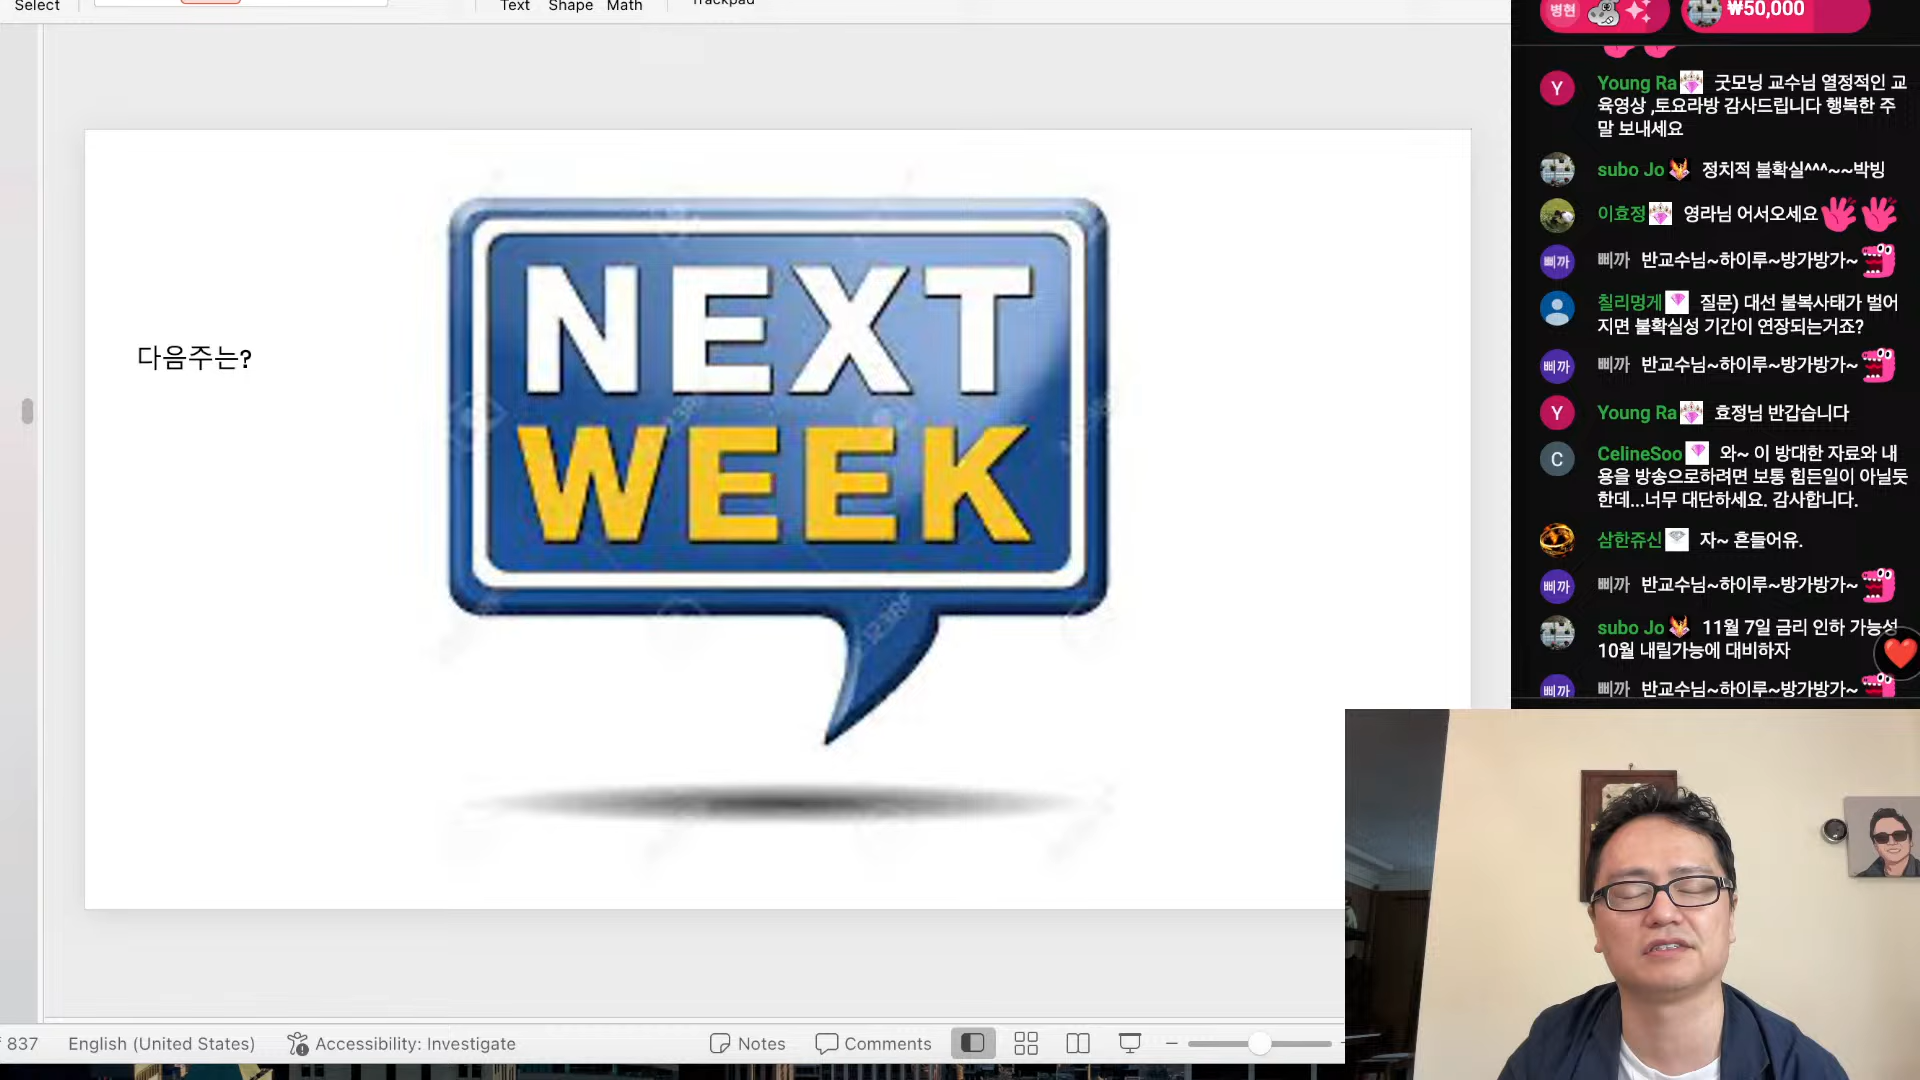 Select
Text Shape Math
₩50,000
병현
Young Ra 굿모닝 교수님 열정적인 교
육영상 ,토요라방 감사드립니다 행복한 주
말 보내세요
subo Jo 정치적 불확실^^^~~박빙
이효정 영라님 어서오세요
삐까 삐까 반교수님~하이루~방가방가~
칠리멍게 질문) 대선 불복사태가 벌어
지면 불확실성 기간이 연장되는거죠?
삐까 삐까 반교수님~하이루~방가방가~
Y Young Ra 효정님 반갑습니다
C CelineSoo 와~ 이 방대한 자료와 내
용을 방송으로하려면 보통 힘든일이 아닐듯
한데...너무 대단하세요. 감사합니다.
삼한쥬신 자~ 흔들어유.
삐까 삐까 반교수님~하이루~방가방가~
subo Jo 11월 7일 금리 인하 가능성
10월 내릴가능에 대비하자
삐까 삐까 반교수님~하이루~방가방가~
다음주는?
NEXT
WEEK
837 English (United States) Accessibility: Investigate Notes Comments